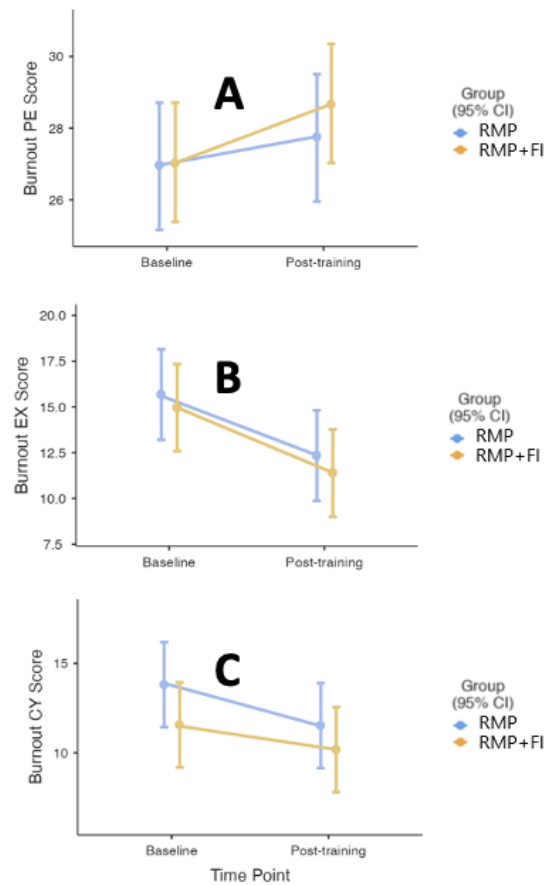 A
Burnout PE Score
30
28
26
Baseline
Post-training
Group
(95% CI)
RMP
RMP+FI
B
Burnout EX Score
20.0
17.5
15.0
12.5
10.0
7.5
Baseline
Post-training
Group
(95% CI)
RMP
RMP+FI
C
Burnout CY Score
15
10
Baseline
Post-training
Time Point
Group
(95% CI)
RMP
RMP+FI